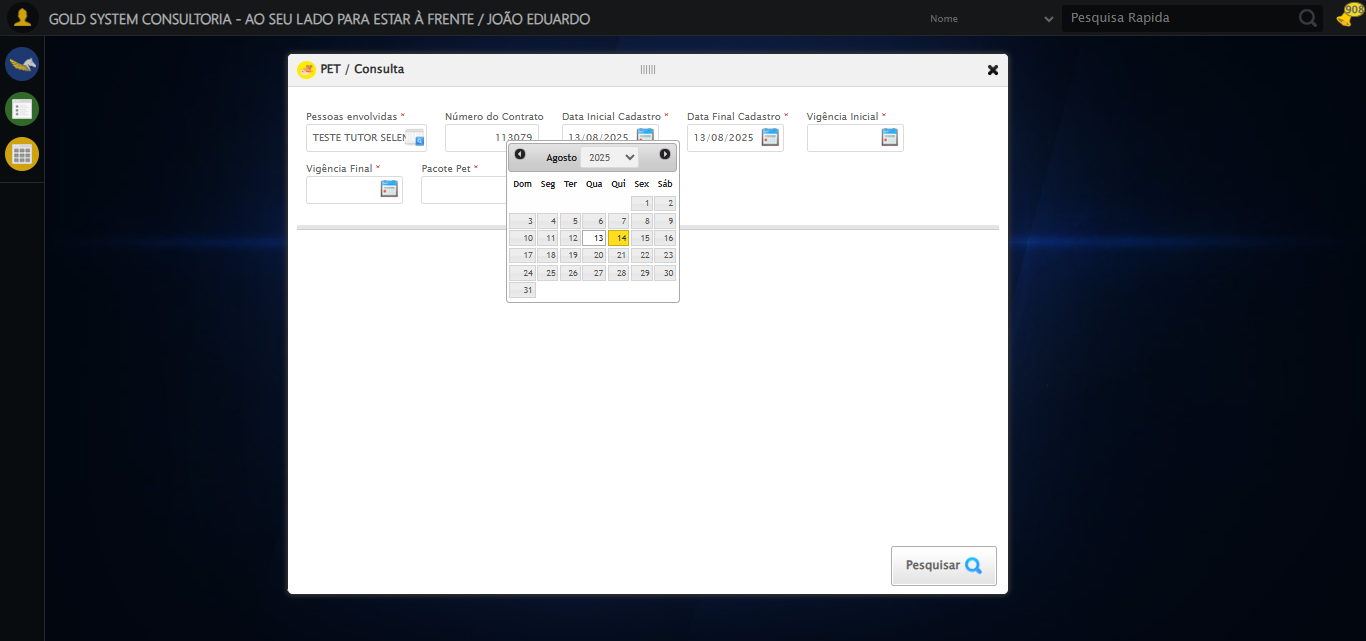 GOLD SYSTEM CONSULTORIA - AO SEU LADO PARA ESTAR À FRENTE / JOÃO EDUARDO
Nome
Pesquisa Rapida
908
PET / Consulta
Pessoas envolvidas * Número do Contrato Data Inicial Cadastro * Data Final Cadastro * Vigência Inicial *
TESTE TUTOR SELEN 113079 13/08/2025 13/08/2025
Vigência Final * Pacote Pet *
Agosto 2025
Dom Seg Ter Qua Qui Sex Sáb
1 2
3 4 5 6 7 8 9
10 11 12 13 14 15 16
17 18 19 20 21 22 23
24 25 26 27 28 29 30
31
Pesquisar